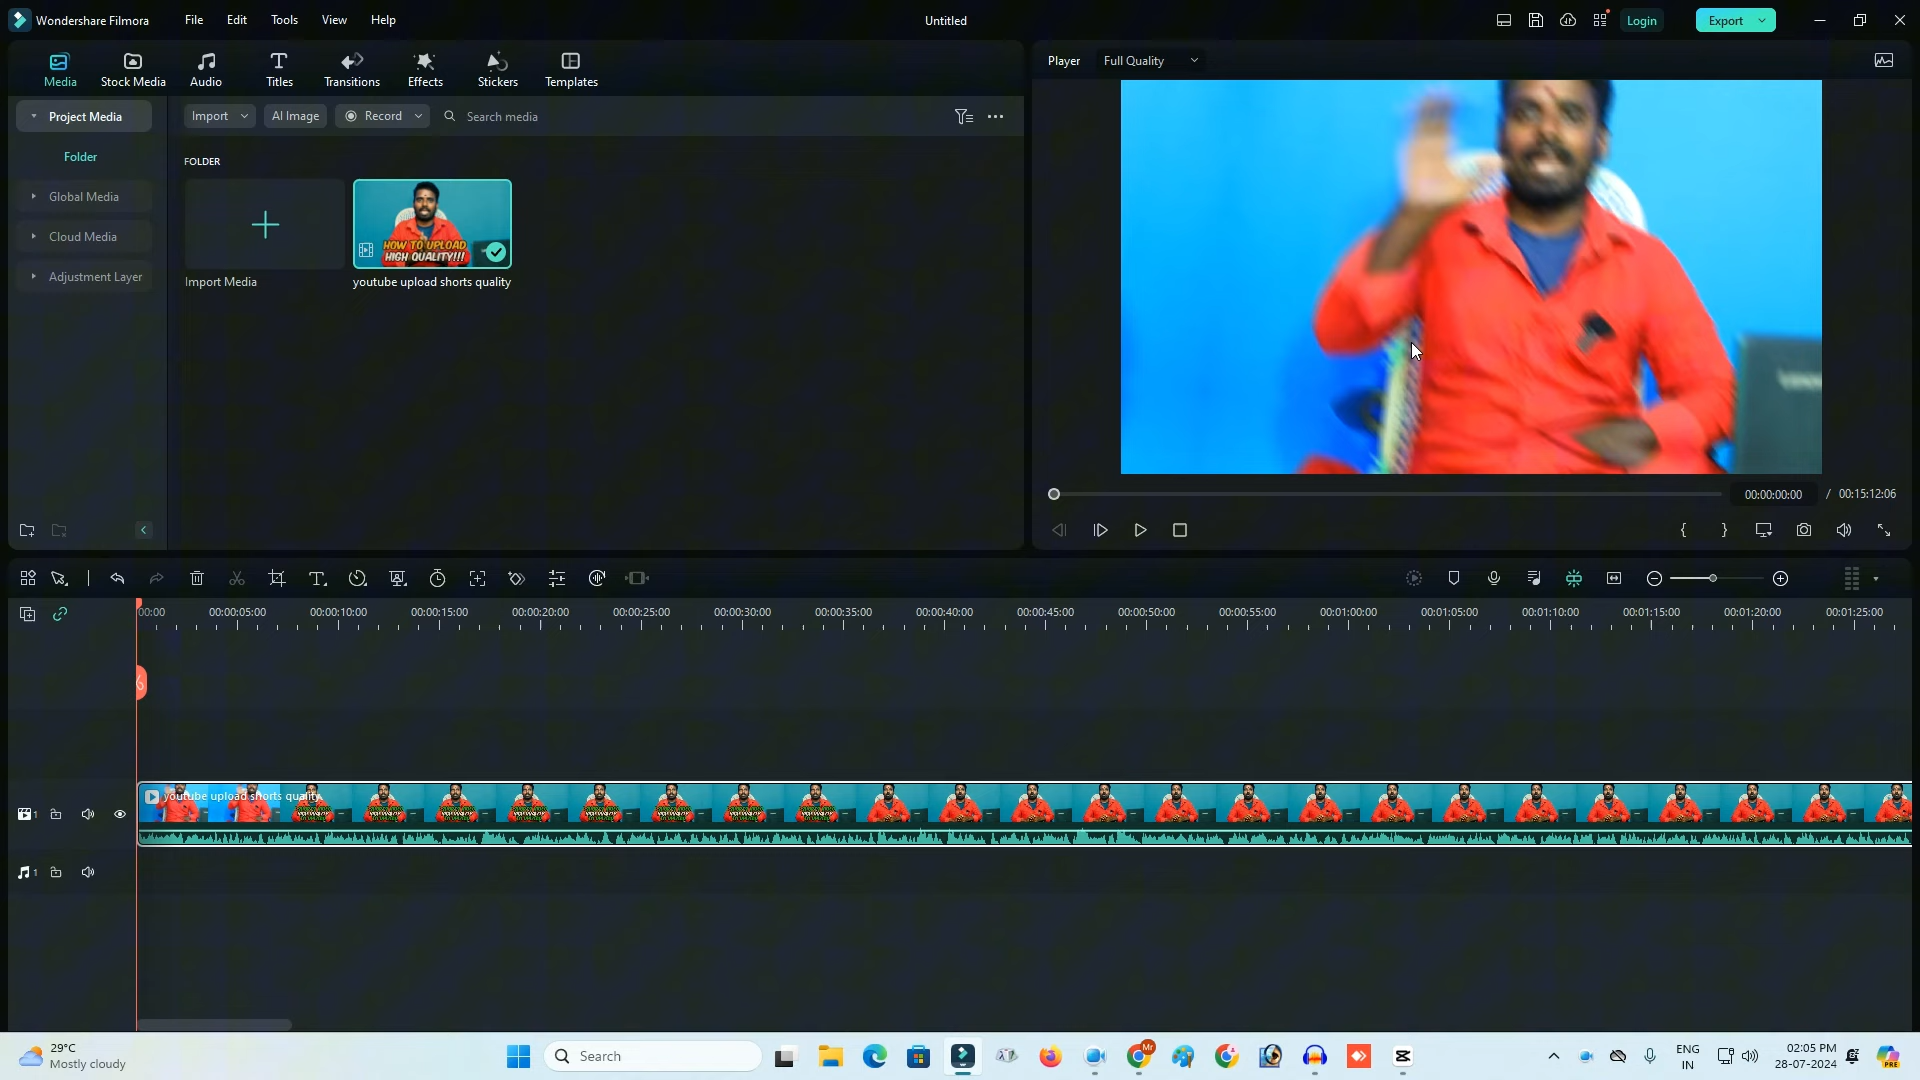 Wondershare Filmora
File Edit Tools View Help
Untitled
Login
Export
Media
Stock Media
Audio
Titles
Transitions
Effects
Stickers
Templates
Player
Full Quality
Project Media
Folder
Global Media
Cloud Media
Adjustment Layer
Import
AI Image
Record
Search media
FOLDER
HOW TO UPLOAD
HIGH QUALITY!!!
Import Media
youtube upload shorts quality
00:00:00:00 / 00:15:12:06
00:00 00:00:05:00 00:00:10:00 00:00:15:00 00:00:20:00 00:00:25:00 00:00:30:00 00:00:35:00 00:00:40:00 00:00:45:00 00:00:50:00 00:00:55:00 00:01:00:00 00:01:05:00 00:01:10:00 00:01:15:00 00:01:20:00 00:01:25:00
youtube upload shorts quality
1
1
29°C
Mostly cloudy
Search
Mr
ENG
IN
02:05 PM
28-07-2024
PRE